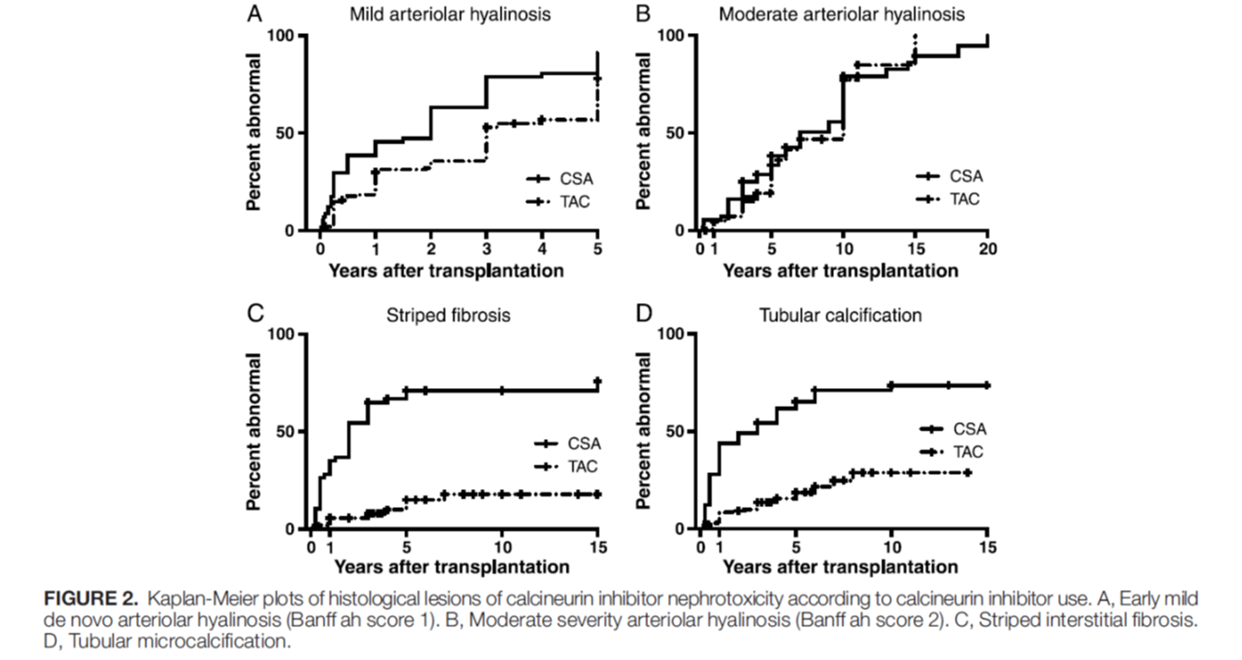 A Mild arteriolar hyalinosis
100
50
0
Percent abnormal
CSA
TAC
0 1 2 3 4 5
Years after transplantation
B Moderate arteriolar hyalinosis
100
50
0
Percent abnormal
CSA
TAC
0 1 5 10 15 20
Years after transplantation
C Striped fibrosis
100
50
0
Percent abnormal
CSA
TAC
0 1 5 10 15
Years after transplantation
D Tubular calcification
100
50
0
Percent abnormal
CSA
TAC
0 1 5 10 15
Years after transplantation
FIGURE 2. Kaplan-Meier plots of histological lesions of calcineurin inhibitor nephrotoxicity according to calcineurin inhibitor use. A, Early mild
de novo arteriolar hyalinosis (Banff ah score 1). B, Moderate severity arteriolar hyalinosis (Banff ah score 2). C, Striped interstitial fibrosis.
D, Tubular microcalcification.